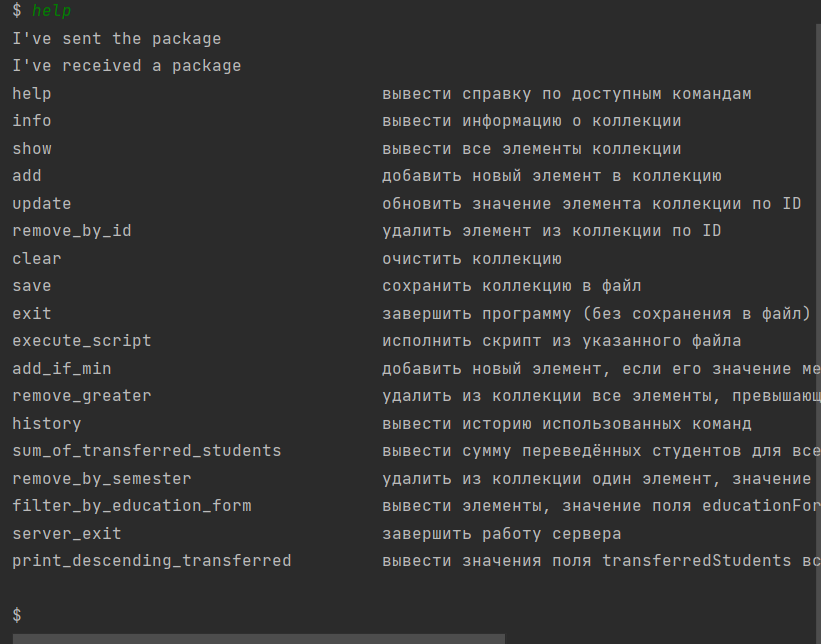 $ help
I've sent the package
I've received a package
help вывести справку по доступным командам
info вывести информацию о коллекции
show вывести все элементы коллекции
add добавить новый элемент в коллекцию
update обновить значение элемента коллекции по ID
remove_by_id удалить элемент из коллекции по ID
clear очистить коллекцию
save сохранить коллекцию в файл
exit завершить программу (без сохранения в файл)
execute_script исполнить скрипт из указанного файла
add_if_min добавить новый элемент, если его значение ме
remove_greater удалить из коллекции все элементы, превышающ
history вывести историю использованных команд
sum_of_transferred_students вывести сумму переведённых студентов для все
remove_by_semester удалить из коллекции один элемент, значение
filter_by_education_form вывести элементы, значение поля educationFor
server_exit завершить работу сервера
print_descending_transferred вывести значения поля transferredStudents вс
$